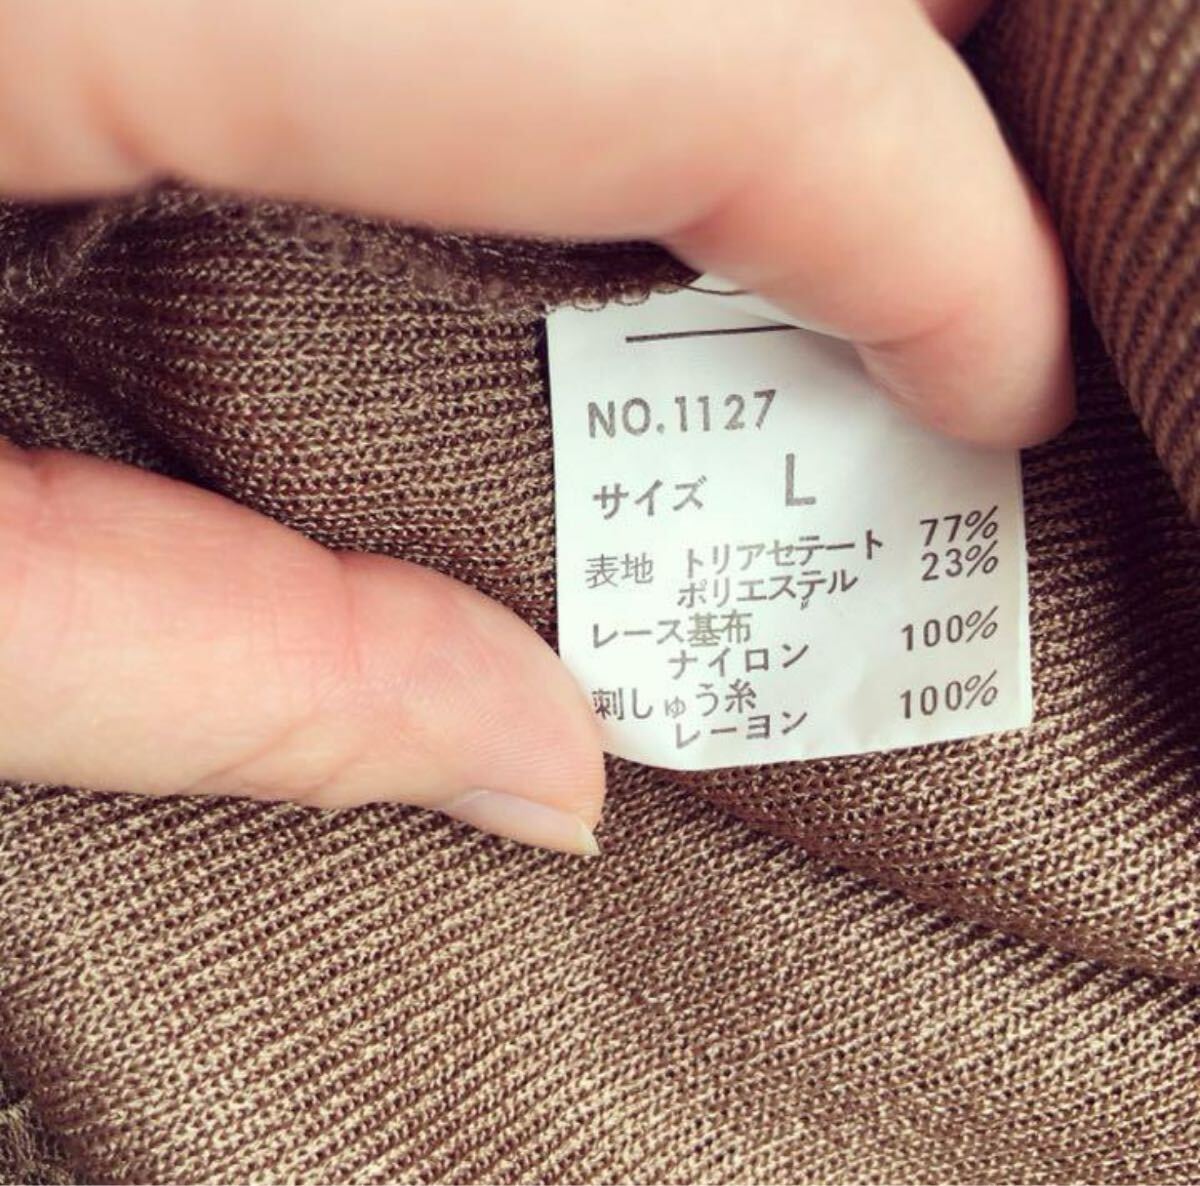 NO.1127
サイズ L
表地 トリアセテート 77%
ポリエステル 23%
レース基布
ナイロン 100%
刺しゅう糸
レーヨン 100%